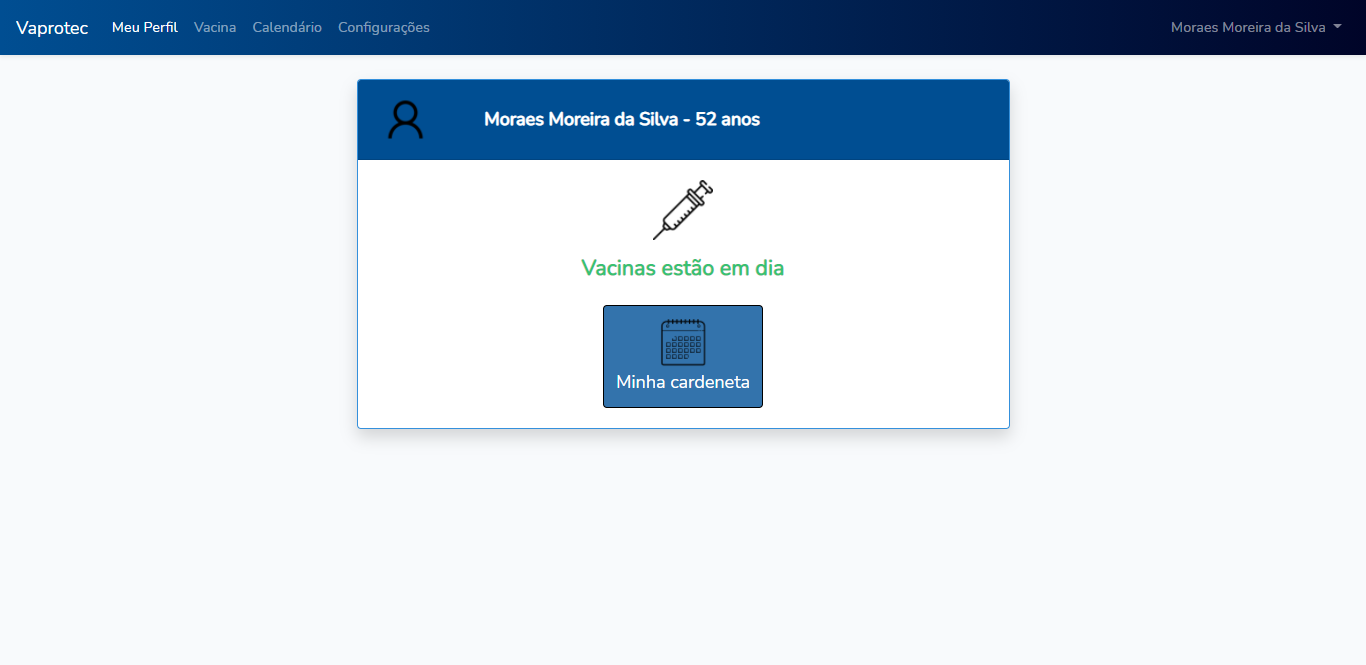 Vaprotec Meu Perfil Vacina Calendário Configurações Moraes Moreira da Silva
Moraes Moreira da Silva - 52 anos
Vacinas estão em dia
Minha cardeneta